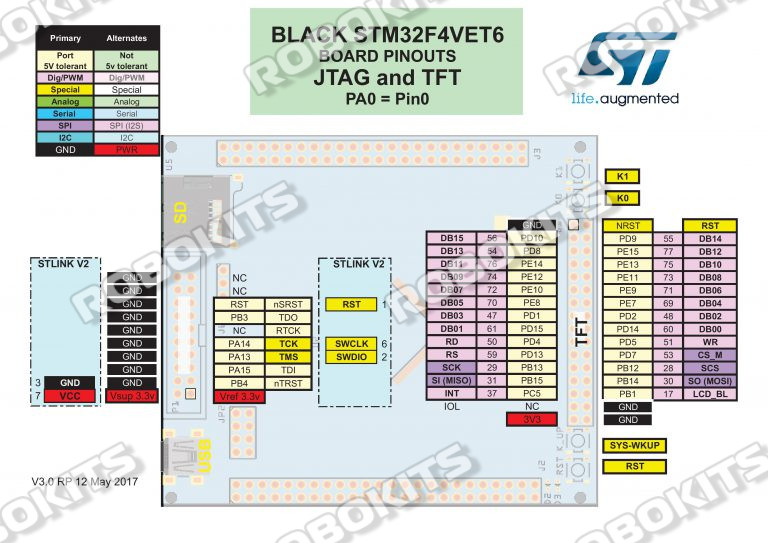 BLACK STM32F4VET6
BOARD PINOUTS
JTAG and TFT
PA0 = Pin0
life.augmented
Primary Alternates
Port Not
5V tolerant 5v tolerant
Dig/PWM Dig/PWM
Special Special
Analog Analog
Serial Serial
SPI SPI (I2S)
I2C I2C
GND PWR
U5
J3
SD
K1 K1
K0
STLINK V2
3 GND
7 VCC
GND
GND
GND
GND
GND
GND
GND
GND
GND
Vsup 3.3v
NC
NC
RST nSRST
PB3 TDO
NC RTCK
PA14 TCK
PA13 TMS
PA15 TDI
PB4 nTRST
Vref 3.3v
STLINK V2
RST 1
SWCLK 6
SWDIO 2
GND
DB15 56 PD10
DB13 54 PD8
DB11 76 PE14
DB09 74 PE12
DB07 72 PE10
DB05 70 PE8
DB03 47 PD1
DB01 61 PD15
RD 50 PD4
RS 59 PD13
SCK 29 PB13
SI (MISO) 31 PB15
INT 37 PC5
IOL NC
3V3
TFT
NRST RST
PD9 55 DB14
PE15 77 DB12
PE13 75 DB10
PE11 73 DB08
PE9 71 DB06
PE7 69 DB04
PD2 48 DB02
PD14 60 DB00
PD5 51 WR
PD7 53 CS_M
PB12 28 SCS
PB14 30 SO (MOSI)
PB1 17 LCD_BL
GND
GND
P1
JP2
USB
K_UP
RST
J2
SYS-WKUP
RST
V3.0 RP 12 May 2017
ROBOKITS